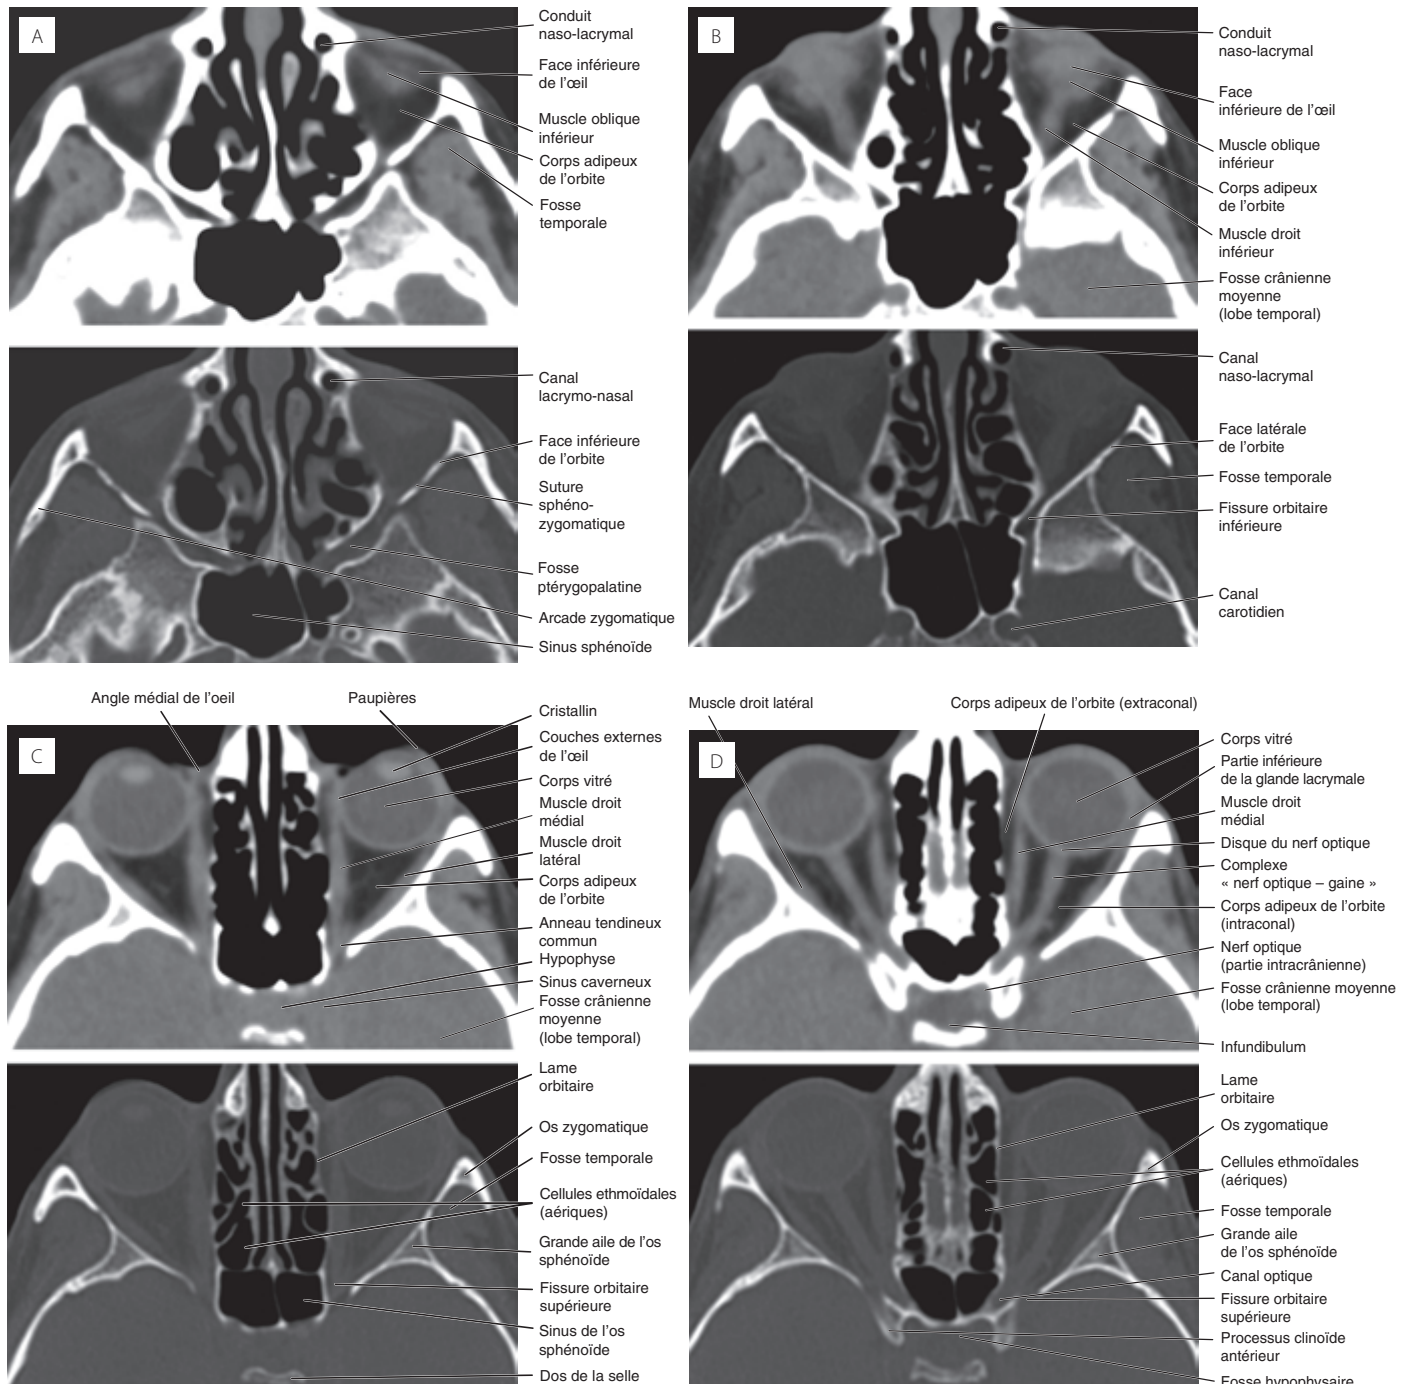 A
Conduit
naso-lacrymal
Face inférieure
de l'œil
Muscle oblique
inférieur
Corps adipeux
de l'orbite
Fosse
temporale
Canal
lacrymo-nasal
Face inférieure
de l'orbite
Suture
sphéno-
zygomatique
Fosse
ptérygopalatine
Arcade zygomatique
Sinus sphénoïde
B
Conduit
naso-lacrymal
Face
inférieure de l'œil
Muscle oblique
inférieur
Corps adipeux
de l'orbite
Muscle droit
inférieur
Fosse crânienne
moyenne
(lobe temporal)
Canal
naso-lacrymal
Face latérale
de l'orbite
Fosse temporale
Fissure orbitaire
inférieure
Canal
carotidien
Angle médial de l'oeil
Paupières
C
Cristallin
Couches externes
de l'œil
Corps vitré
Muscle droit
médial
Muscle droit
latéral
Corps adipeux
de l'orbite
Anneau tendineux
commun
Hypophyse
Sinus caverneux
Fosse crânienne
moyenne
(lobe temporal)
Lame
orbitaire
Os zygomatique
Fosse temporale
Cellules ethmoïdales
(aériques)
Grande aile de l'os
sphénoïde
Fissure orbitaire
supérieure
Sinus de l'os
sphénoïde
Dos de la selle
Muscle droit latéral
Corps adipeux de l'orbite (extraconal)
D
Corps vitré
Partie inférieure
de la glande lacrymale
Muscle droit
médial
Disque du nerf optique
Complexe
« nerf optique – gaine »
Corps adipeux de l'orbite
(intraconal)
Nerf optique
(partie intracrânienne)
Fosse crânienne moyenne
(lobe temporal)
Infundibulum
Lame
orbitaire
Os zygomatique
Cellules ethmoïdales
(aériques)
Fosse temporale
Grande aile
de l'os sphénoïde
Canal optique
Fissure orbitaire
supérieure
Processus clinoïde
antérieur
Fosse hypophysaire